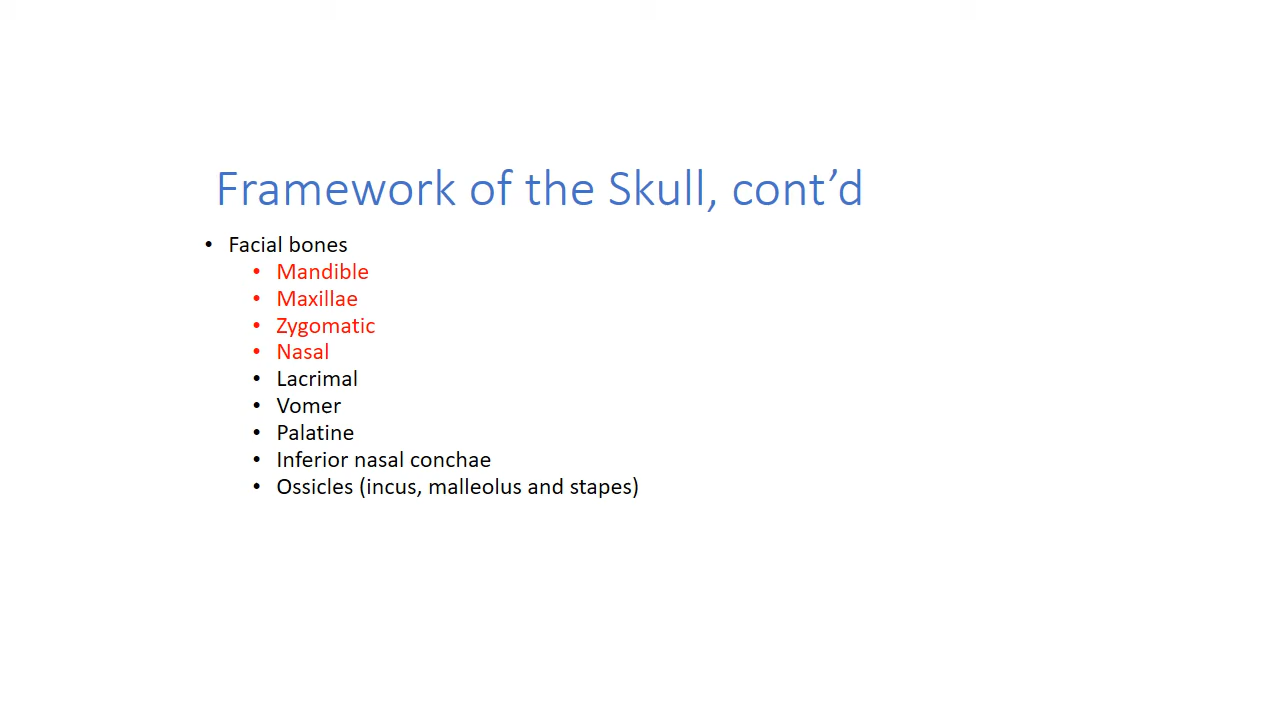 Framework of the Skull, cont’d
• Facial bones
• Mandible
• Maxillae
• Zygomatic
• Nasal
• Lacrimal
• Vomer
• Palatine
• Inferior nasal conchae
• Ossicles (incus, malleolus and stapes)